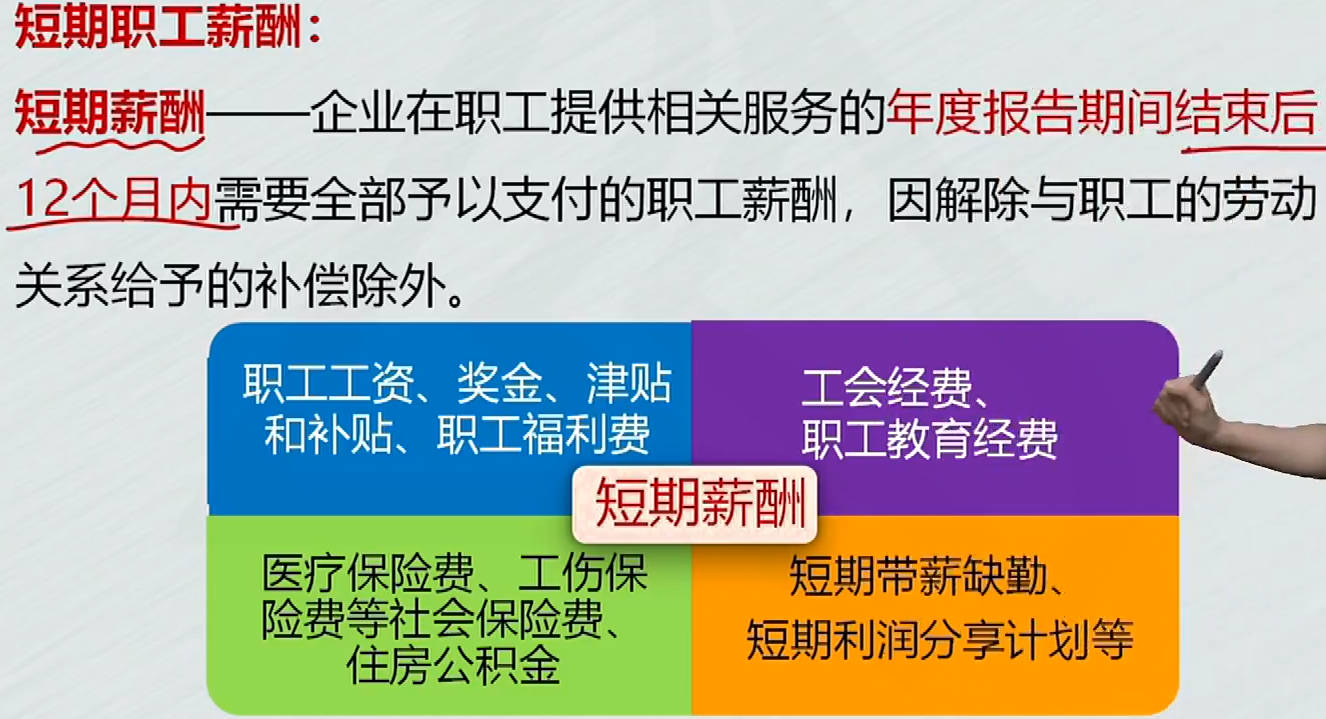 短期职工薪酬：
短期薪酬——企业在职工提供相关服务的年度报告期间结束后
12个月内需要全部予以支付的职工薪酬，因解除与职工的劳动
关系给予的补偿除外。
职工工资、奖金、津贴
和补贴、职工福利费
工会经费、
职工教育经费
短期薪酬
医疗保险费、工伤保
险费等社会保险费、
住房公积金
短期带薪缺勤、
短期利润分享计划等